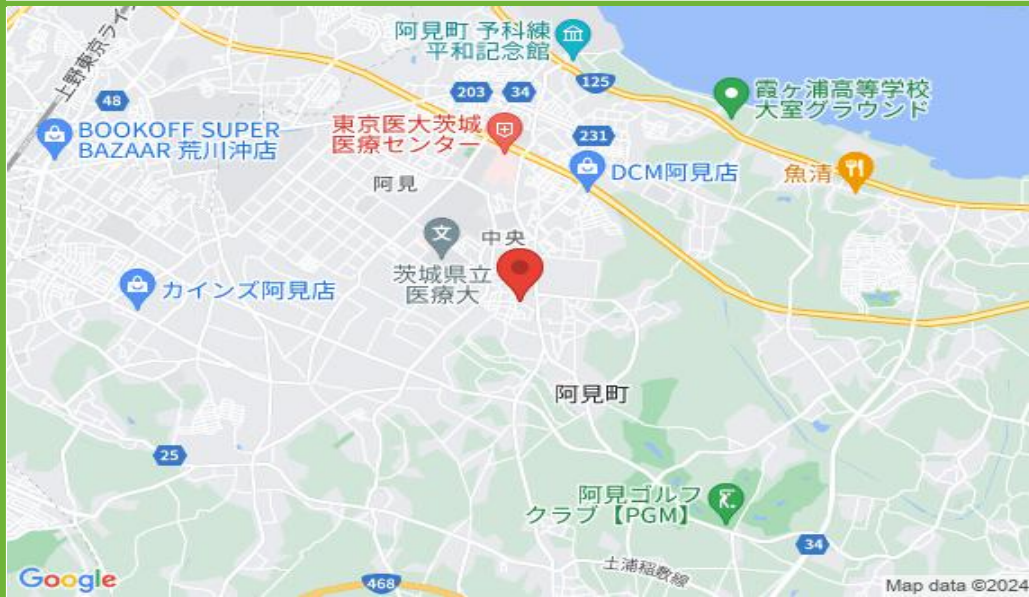 阿見町 予科練
平和記念館
上野東京ライ
48
203
34
125
霞ヶ浦高等学校
大室グラウンド
BOOKOFF SUPER
BAZAAR 荒川沖店
東京医大茨城
医療センター
231
DCM阿見店
魚清
阿見
文
中央
茨城県立
医療大
カインズ阿見店
阿見町
25
阿見ゴルフ
クラブ【PGM】
34
土浦稲敷線
468
Google
Map data ©2024